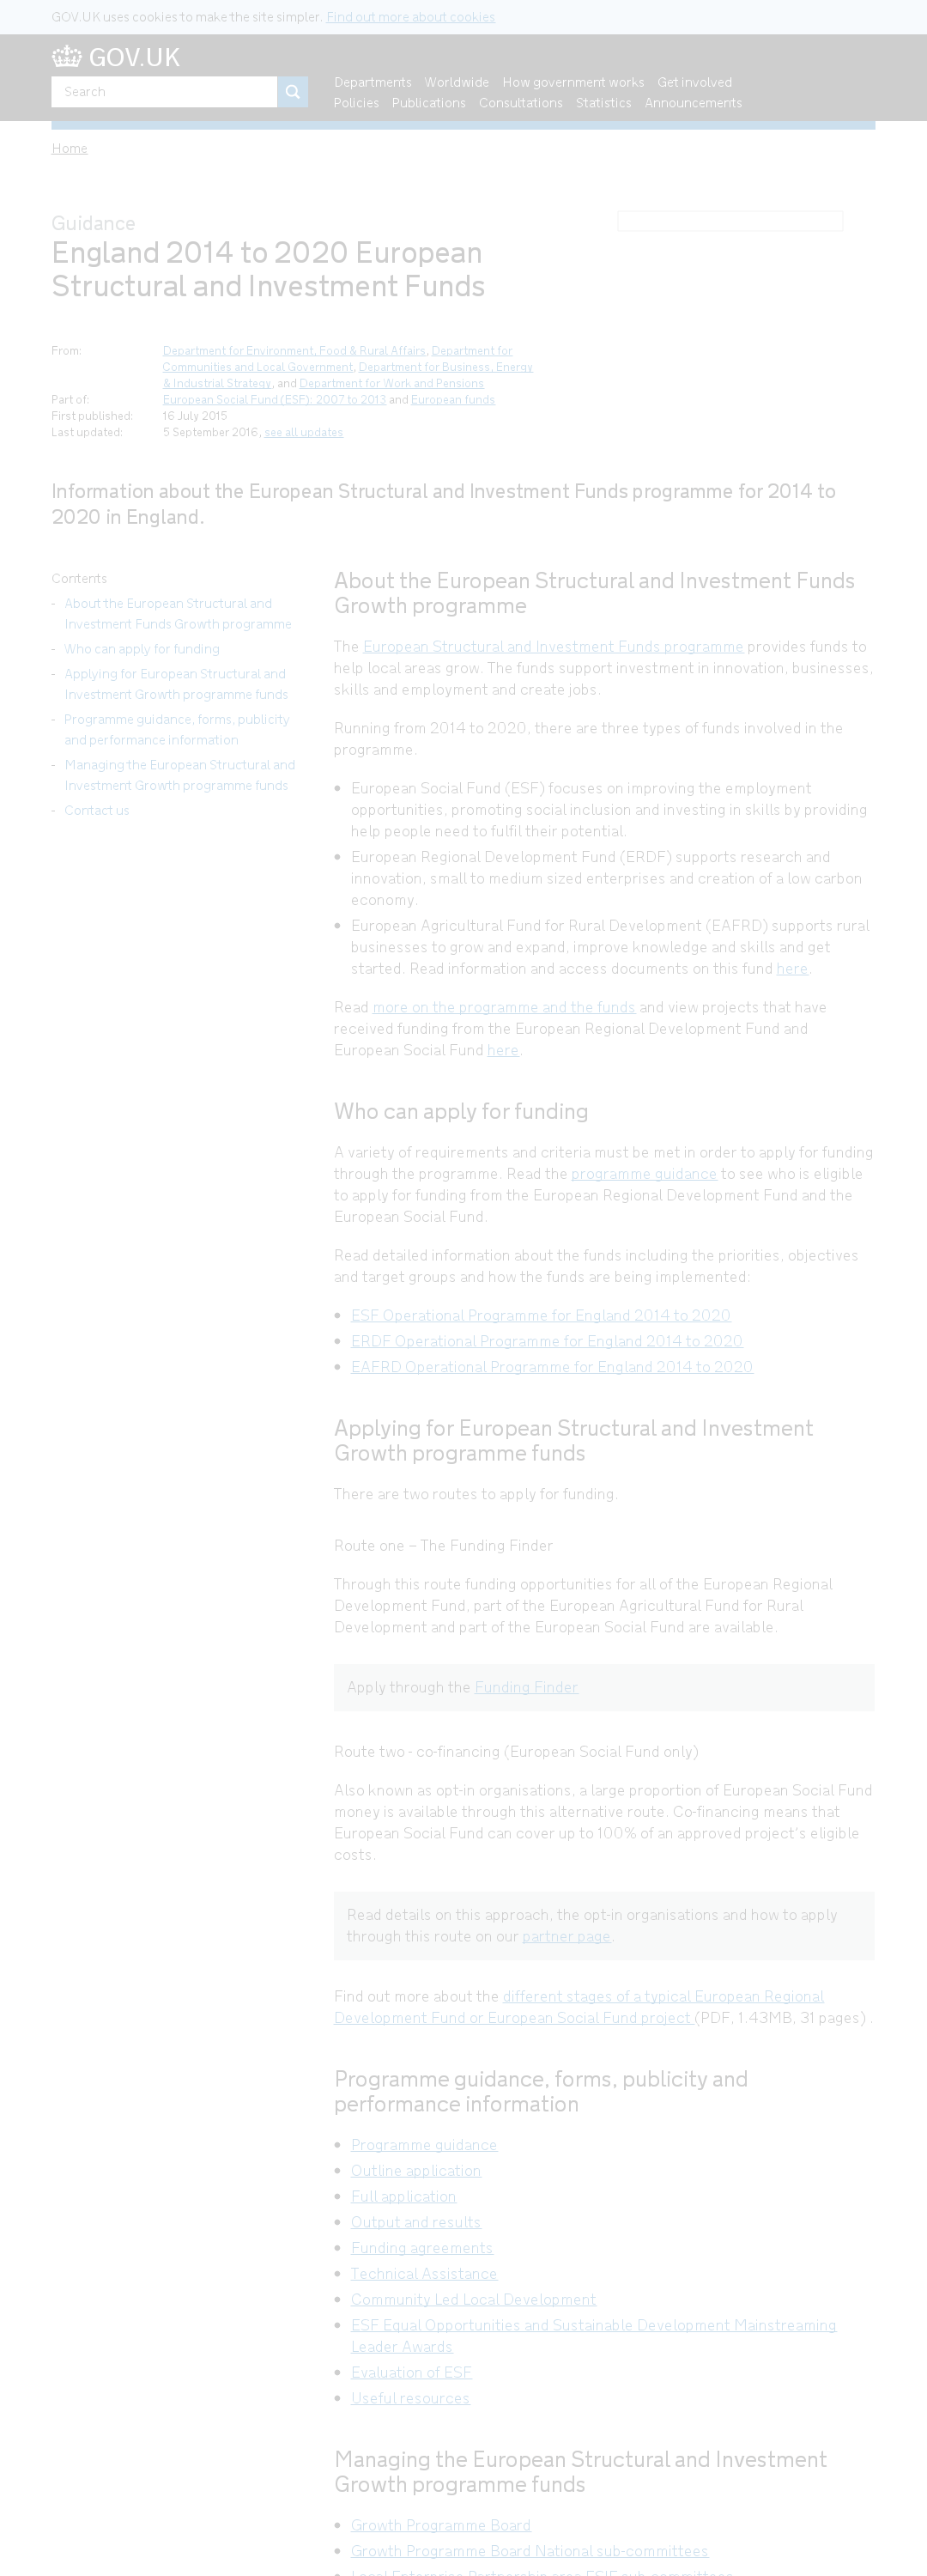 GOV.UK uses cookies to make the site simpler. Find out more about cookies
GOV.UK
Search
Departments Worldwide How government works Get involved
Policies Publications Consultations Statistics Announcements
Home
Guidance
England 2014 to 2020 European
Structural and Investment Funds
From: Department for Environment, Food & Rural Affairs, Department for
Communities and Local Government, Department for Business, Energy
& Industrial Strategy, and Department for Work and Pensions
Part of: European Social Fund (ESF): 2007 to 2013 and European funds
First published: 16 July 2015
Last updated: 5 September 2016, see all updates
Information about the European Structural and Investment Funds programme for 2014 to
2020 in England.
Contents
- About the European Structural and
Investment Funds Growth programme
- Who can apply for funding
- Applying for European Structural and
Investment Growth programme funds
- Programme guidance, forms, publicity
and performance information
- Managing the European Structural and
Investment Growth programme funds
- Contact us
About the European Structural and Investment Funds
Growth programme
The European Structural and Investment Funds programme provides funds to
help local areas grow. The funds support investment in innovation, businesses,
skills and employment and create jobs.
Running from 2014 to 2020, there are three types of funds involved in the
programme.
• European Social Fund (ESF) focuses on improving the employment
opportunities, promoting social inclusion and investing in skills by providing
help people need to fulfil their potential.
• European Regional Development Fund (ERDF) supports research and
innovation, small to medium sized enterprises and creation of a low carbon
economy.
• European Agricultural Fund for Rural Development (EAFRD) supports rural
businesses to grow and expand, improve knowledge and skills and get
started. Read information and access documents on this fund here.
Read more on the programme and the funds and view projects that have
received funding from the European Regional Development Fund and
European Social Fund here.
Who can apply for funding
A variety of requirements and criteria must be met in order to apply for funding
through the programme. Read the programme guidance to see who is eligible
to apply for funding from the European Regional Development Fund and the
European Social Fund.
Read detailed information about the funds including the priorities, objectives
and target groups and how the funds are being implemented:
• ESF Operational Programme for England 2014 to 2020
• ERDF Operational Programme for England 2014 to 2020
• EAFRD Operational Programme for England 2014 to 2020
Applying for European Structural and Investment
Growth programme funds
There are two routes to apply for funding.
Route one – The Funding Finder
Through this route funding opportunities for all of the European Regional
Development Fund, part of the European Agricultural Fund for Rural
Development and part of the European Social Fund are available.
Apply through the Funding Finder
Route two - co-financing (European Social Fund only)
Also known as opt-in organisations, a large proportion of European Social Fund
money is available through this alternative route. Co-financing means that
European Social Fund can cover up to 100% of an approved project's eligible
costs.
Read details on this approach, the opt-in organisations and how to apply
through this route on our partner page.
Find out more about the different stages of a typical European Regional
Development Fund or European Social Fund project (PDF, 1.43MB, 31 pages) .
Programme guidance, forms, publicity and
performance information
• Programme guidance
• Outline application
• Full application
• Output and results
• Funding agreements
• Technical Assistance
• Community Led Local Development
• ESF Equal Opportunities and Sustainable Development Mainstreaming
Leader Awards
• Evaluation of ESF
• Useful resources
Managing the European Structural and Investment
Growth programme funds
• Growth Programme Board
• Growth Programme Board National sub-committees
• Local Enterprise Partnership area ESIF sub-committees